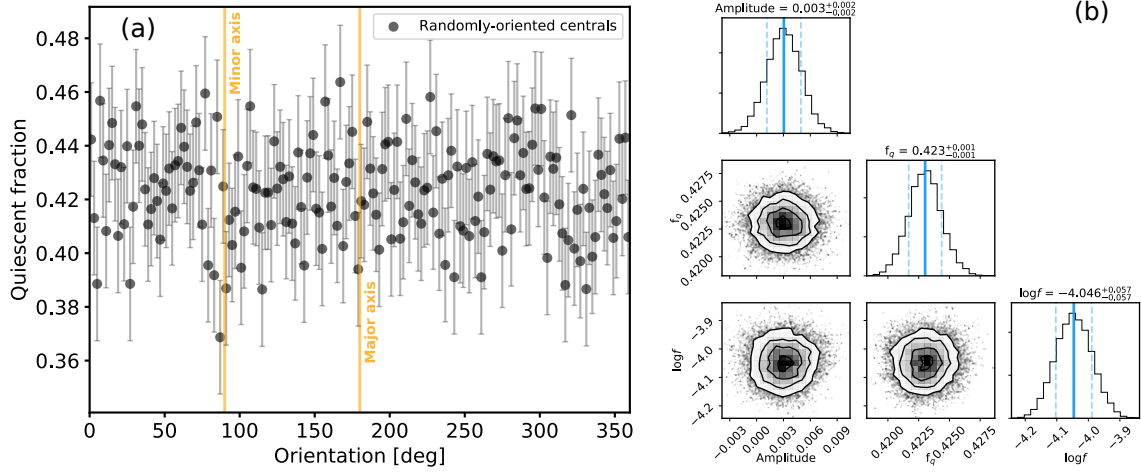 (a)
Randomly-oriented centrals
Minor axis
Major axis
Quiescent fraction
0.48
0.46
0.44
0.42
0.40
0.38
0.36
0 50 100 150 200 250 300 350
Orientation [deg]
(b)
Amplitude = 0.003+0.002−0.002
f_q = 0.423+0.001−0.001
logf = −4.046+0.057−0.057
f_q
0.4275
0.4250
0.4225
0.4200
logf
−3.9
−4.0
−4.1
−4.2
−0.003 0.000 0.003 0.006 0.009
Amplitude
0.4200 0.4225 0.4250 0.4275
f_q
−4.2 −4.1 −4.0 −3.9
logf